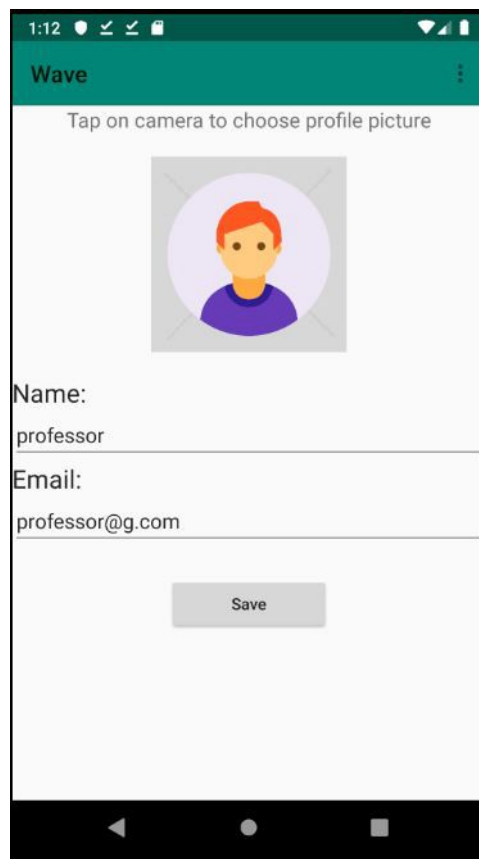 1:12
Wave
Tap on camera to choose profile picture
Name:
professor
Email:
professor@g.com
Save